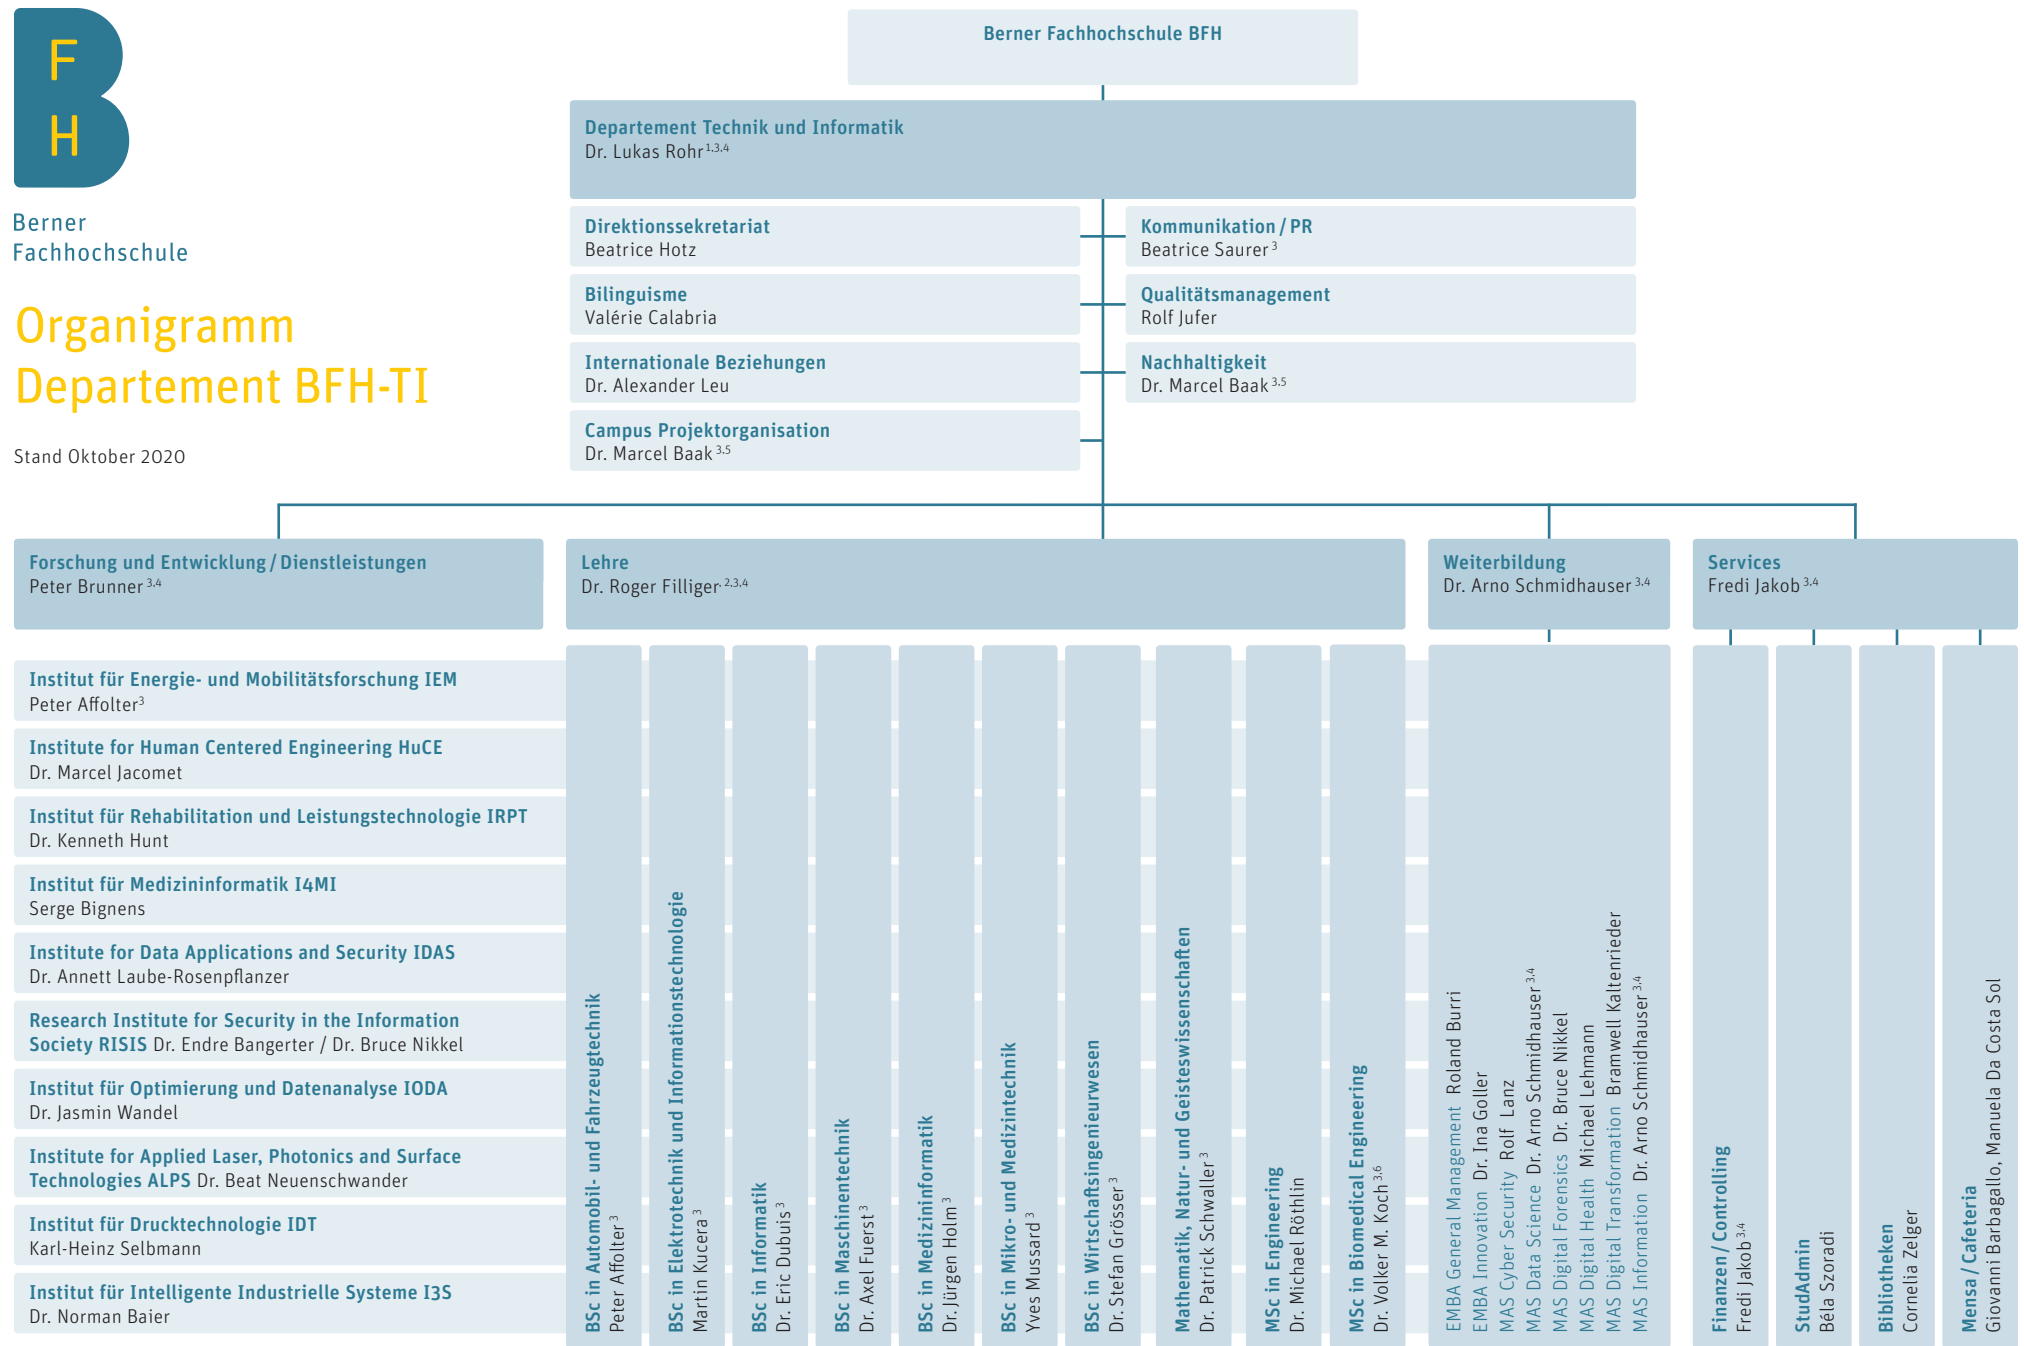 F
H
Berner
Fachhochschule
Organigramm
Departement BFH-TI
Stand Oktober 2020
Berner Fachhochschule BFH
Departement Technik und Informatik
Dr. Lukas Rohr 1.3.4
Direktionssekretariat
Beatrice Hotz
Kommunikation / PR
Beatrice Saurer 3
Bilinguisme
Valérie Calabria
Qualitätsmanagement
Rolf Jufer
Internationale Beziehungen
Dr. Alexander Leu
Nachhaltigkeit
Dr. Marcel Baak 3.5
Campus Projektorganisation
Dr. Marcel Baak 3.5
Forschung und Entwicklung / Dienstleistungen
Peter Brunner 3.4
Lehre
Dr. Roger Filliger. 2.3.4
Weiterbildung
Dr. Arno Schmidhauser 3.4
Services
Fredi Jakob 3.4
Institut für Energie- und Mobilitätsforschung IEM
Peter Affolter 3
Institute for Human Centered Engineering HuCE
Dr. Marcel Jacomet
Institut für Rehabilitation und Leistungstechnologie IRPT
Dr. Kenneth Hunt
Institut für Medizininformatik I4MI
Serge Bignens
Institute for Data Applications and Security IDAS
Dr. Annett Laube-Rosenpflanzer
Research Institute for Security in the Information
Society RISIS Dr. Endre Bangerter / Dr. Bruce Nikkel
Institut für Optimierung und Datenanalyse IODA
Dr. Jasmin Wandel
Institute for Applied Laser, Photonics and Surface
Technologies ALPS Dr. Beat Neuenschwander
Institut für Drucktechnologie IDT
Karl-Heinz Selbmann
Institut für Intelligente Industrielle Systeme I3S
Dr. Norman Baier
BSc in Automobil- und Fahrzeugtechnik
Peter Affolter 3
BSc in Elektrotechnik und Informationstechnologie
Martin Kucera 3
BSc in Informatik
Dr. Eric Dubuis 3
BSc in Maschinentechnik
Dr. Axel Fuerst 3
BSc in Medizininformatik
Dr. Jürgen Holm 3
BSc in Mikro- und Medizintechnik
Yves Mussard 3
BSc in Wirtschaftsingenieurwesen
Dr. Stefan Grösser 3
Mathematik, Natur- und Geisteswissenschaften
Dr. Patrick Schwaller 3
MSc in Engineering
Dr. Michael Röthlin
MSc in Biomedical Engineering
Dr. Volker M. Koch 3.6
EMBA General Management Roland Burri
EMBA Innovation Dr. Ina Goller
MAS Cyber Security Rolf Lanz
MAS Data Science Dr. Arno Schmidhauser 3.4
MAS Digital Forensics Dr. Bruce Nikkel
MAS Digital Health Michael Lehmann
MAS Digital Transformation Bramwell Kaltenrieder
MAS Information Dr. Arno Schmidhauser 3.4
Finanzen / Controlling
Fredi Jakob 3.4
StudAdmin
Béla Szoradi
Bibliotheken
Cornelia Zelger
Mensa / Cafeteria
Giovanni Barbagallo, Manuela Da Costa Sol